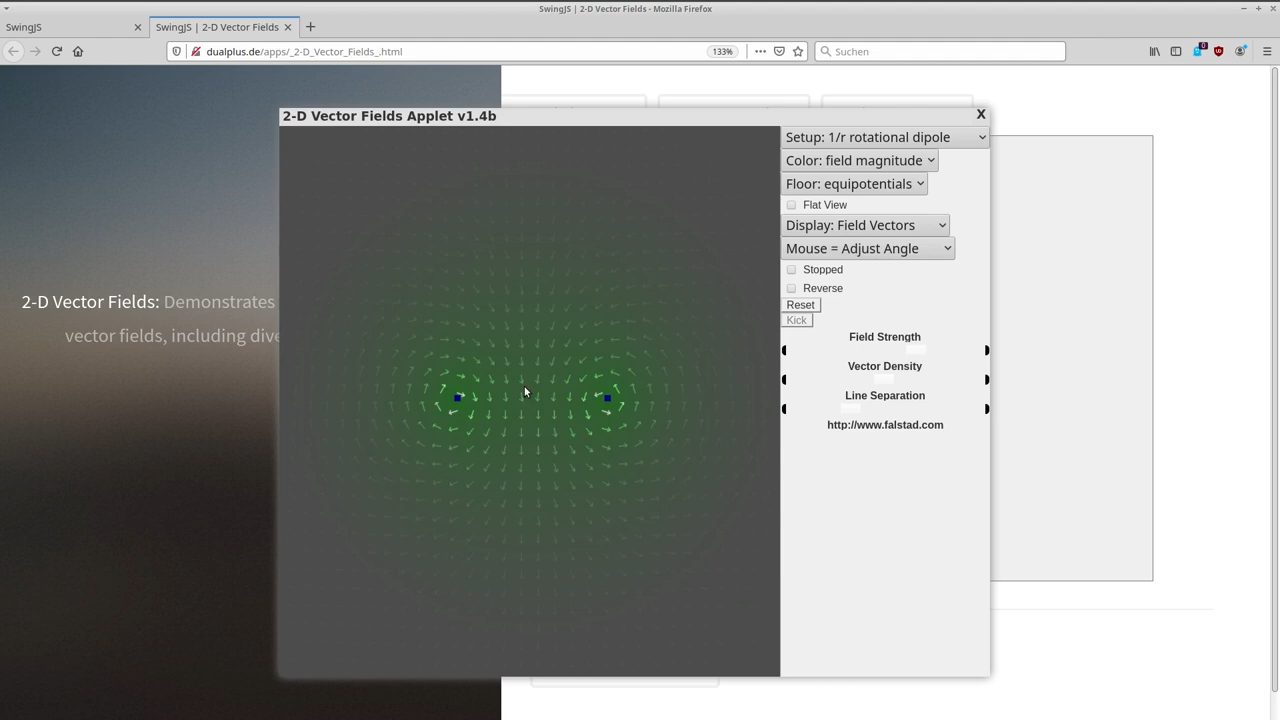 SwingJS | 2-D Vector Fields - Mozilla Firefox
SwingJS
SwingJS | 2-D Vector Fields
dualplus.de/apps/_2-D_Vector_Fields_.html
133%
Suchen
0
2-D Vector Fields Applet v1.4b
X
Setup: 1/r rotational dipole
Color: field magnitude
Floor: equipotentials
Flat View
Display: Field Vectors
Mouse = Adjust Angle
Stopped
Reverse
Reset
Kick
Field Strength
Vector Density
Line Separation
http://www.falstad.com
2-D Vector Fields: Demonstrates
vector fields, including dive